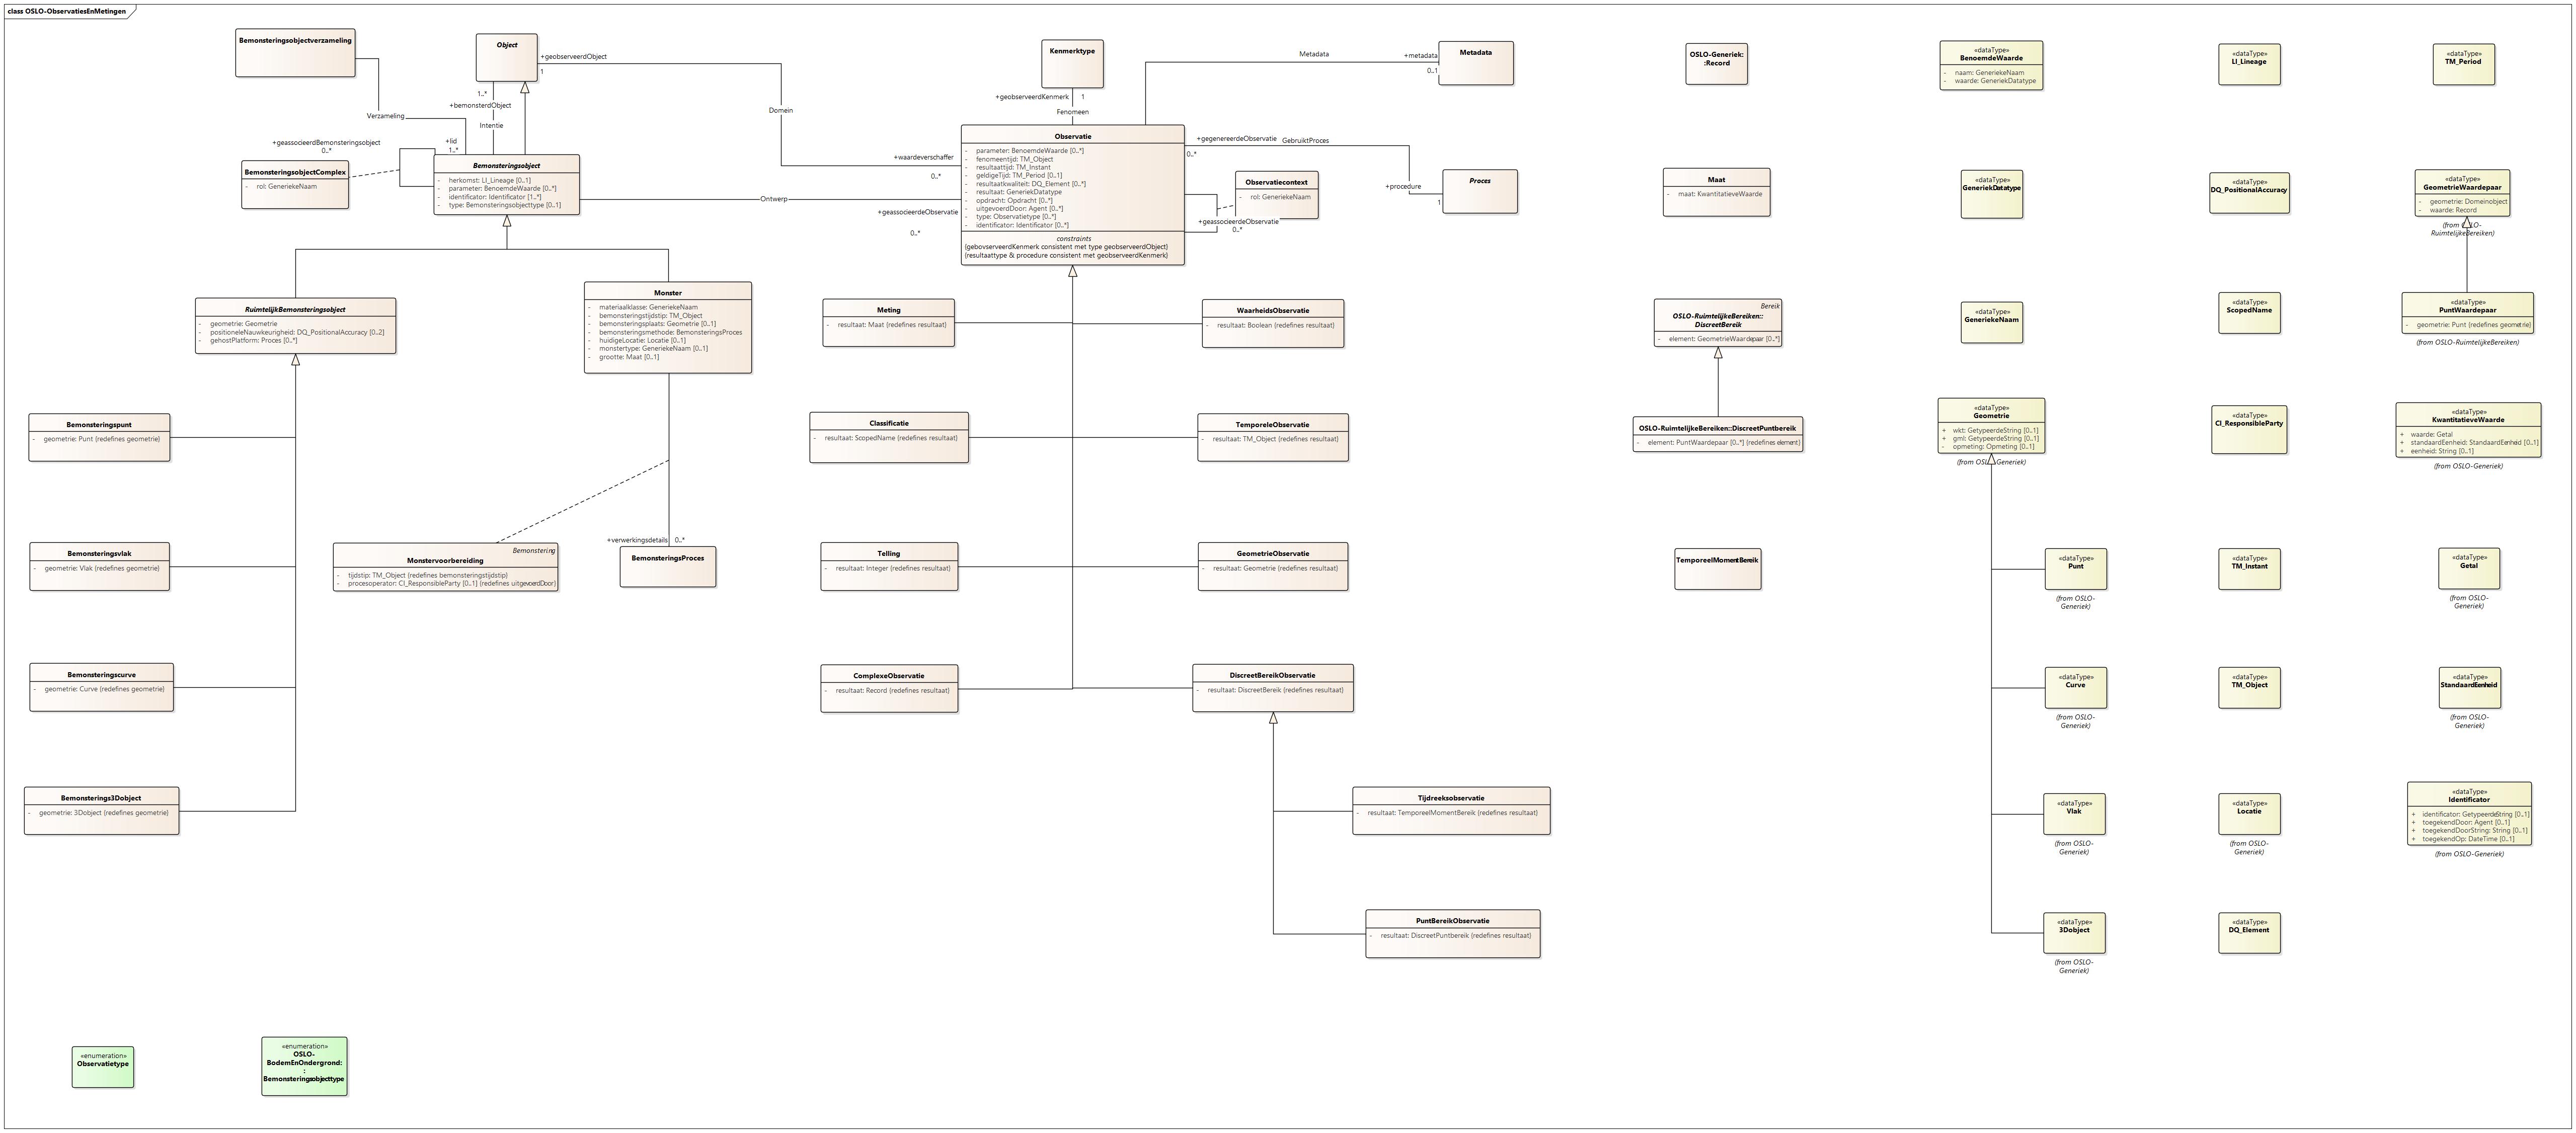 class OSLO-ObservatiesEnMetingen
Bemonsteringsobjectverzameling
Object
+geobserveerdObject
1
1..*
+bemonsterdObject
Intentie
Verzameling
+lid
1..*
+geassocieerdBemonsteringsobject
0..*
BemonsteringsobjectComplex
- rol: GeneriekeNaam
Bemonsteringsobject
- herkomst: LI_Lineage [0..1]
- parameter: BenoemdeWaarde [0..*]
- identificator: Identificator [1..*]
- type: Bemonsteringsobjecttype [0..1]
Domein
Ontwerp
+waardeverschaffer
0..*
+geassocieerdeObservatie
0..*
Kenmerktype
+geobserveerdKenmerk 1
Fenomeen
Metadata
+metadata
0..1
Metadata
Observatie
- parameter: BenoemdeWaarde [0..*]
- fenomeentijd: TM_Object
- resultaattijd: TM_Instant
- geldigeTijd: TM_Period [0..1]
- resultaatkwaliteit: DQ_Element [0..*]
- resultaat: GeneriekDatatype
- opdracht: Opdracht [0..*]
- uitgevoerdDoor: Agent [0..*]
- type: Observatietype [0..*]
- identificator: Identificator [0..*]
constraints
{gebovserveerdKenmerk consistent met type geobserveerdObject}
{resultaattype & procedure consistent met geobserveerdKenmerk}
+gegenereerdeObservatie GebruiktProces
0..*
+procedure
1
Proces
Observatiecontext
- rol: GeneriekeNaam
+geassocieerdeObservatie
0..*
RuimtelijkBemonsteringsobject
- geometrie: Geometrie
- positioneleNauwkeurigheid: DQ_PositionalAccuracy [0..2]
- gehostPlatform: Proces [0..*]
Monster
- materiaalklasse: GeneriekeNaam
- bemonsteringstijdstip: TM_Object
- bemonsteringsplaats: Geometrie [0..1]
- bemonsteringsmethode: BemonsteringsProces
- huidigeLocatie: Locatie [0..1]
- monstertype: GeneriekeNaam [0..1]
- grootte: Maat [0..1]
Bemonsteringspunt
- geometrie: Punt {redefines geometrie}
Bemonsteringsvlak
- geometrie: Vlak {redefines geometrie}
Bemonsteringscurve
- geometrie: Curve {redefines geometrie}
Bemonsterings3Dobject
- geometrie: 3Dobject {redefines geometrie}
Bemonstering
Monstervoorbereiding
- tijdstip: TM_Object {redefines bemonsteringstijdstip}
- procesoperator: CI_ResponsibleParty [0..1] {redefines uitgevoerdDoor}
+verwerkingsdetails 0..*
BemonsteringsProces
Meting
- resultaat: Maat {redefines resultaat}
WaarheidsObservatie
- resultaat: Boolean {redefines resultaat}
Classificatie
- resultaat: ScopedName {redefines resultaat}
TemporeleObservatie
- resultaat: TM_Object {redefines resultaat}
Telling
- resultaat: Integer {redefines resultaat}
GeometrieObservatie
- resultaat: Geometrie {redefines resultaat}
ComplexeObservatie
- resultaat: Record {redefines resultaat}
DiscreetBereikObservatie
- resultaat: DiscreetBereik {redefines resultaat}
Tijdreeksobservatie
- resultaat: TemporeelMomentBereik {redefines resultaat}
PuntBereikObservatie
- resultaat: DiscreetPuntbereik {redefines resultaat}
OSLO-Generiek:
:Record
Maat
- maat: KwantitatieveWaarde
Bereik
OSLO-RuimtelijkeBereiken::
DiscreetBereik
- element: GeometrieWaardepaar [0..*]
OSLO-RuimtelijkeBereiken::DiscreetPuntbereik
- element: PuntWaardepaar [0..*] {redefines element}
TemporeelMomentBereik
«dataType»
BenoemdeWaarde
- naam: GeneriekeNaam
- waarde: GeneriekDatatype
«dataType»
LI_Lineage
«dataType»
TM_Period
«dataType»
GeneriekDatatype
«dataType»
DQ_PositionalAccuracy
«dataType»
GeometrieWaardepaar
- geometrie: Domeinobject
- waarde: Record
(from OSLO-
RuimtelijkeBereiken)
«dataType»
GeneriekeNaam
«dataType»
ScopedName
«dataType»
PuntWaardepaar
- geometrie: Punt {redefines geometrie}
(from OSLO-RuimtelijkeBereiken)
«dataType»
Geometrie
+ wkt: GetypeerdeString [0..1]
+ gml: GetypeerdeString [0..1]
- opmeting: Opmeting [0..1]
(from OSLO-Generiek)
«dataType»
CI_ResponsibleParty
«dataType»
KwantitatieveWaarde
+ waarde: Getal
+ standaardEenheid: StandaardEenheid [0..1]
+ eenheid: String [0..1]
(from OSLO-Generiek)
«dataType»
Punt
(from OSLO-
Generiek)
«dataType»
TM_Instant
«dataType»
Getal
(from OSLO-
Generiek)
«dataType»
Curve
(from OSLO-
Generiek)
«dataType»
TM_Object
«dataType»
StandaardEenheid
(from OSLO-
Generiek)
«dataType»
Vlak
(from OSLO-
Generiek)
«dataType»
Locatie
(from OSLO-
Generiek)
«dataType»
Identificator
+ identificator: GetypeerdeString [0..1]
+ toegekendDoor: Agent [0..1]
+ toegekendDoorString: String [0..1]
+ toegekendOp: DateTime [0..1]
(from OSLO-Generiek)
«dataType»
3Dobject
(from OSLO-
Generiek)
«dataType»
DQ_Element
«enumeration»
Observatietype
«enumeration»
OSLO-
BodemEnOndergrond:
:
Bemonsteringsobjecttype